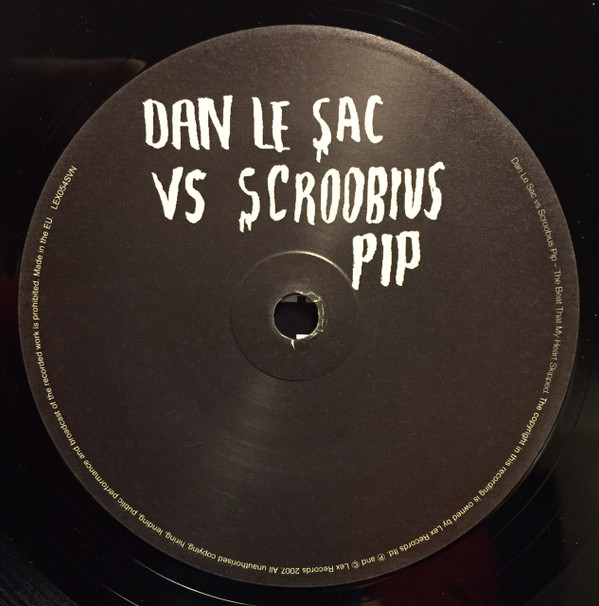 DAN LE SAC
VS SCROOBIUS
PIP
Dan Le Sac vs Scroobius Pip – The Beat That My Heart Skipped. The copyright in this recording is owned by Lex Records ltd. ℗ and © Lex Records 2007. All unauthorised copying, hiring, lending, public performance and broadcast of the recorded work is prohibited. Made in the EU LEX054SVN